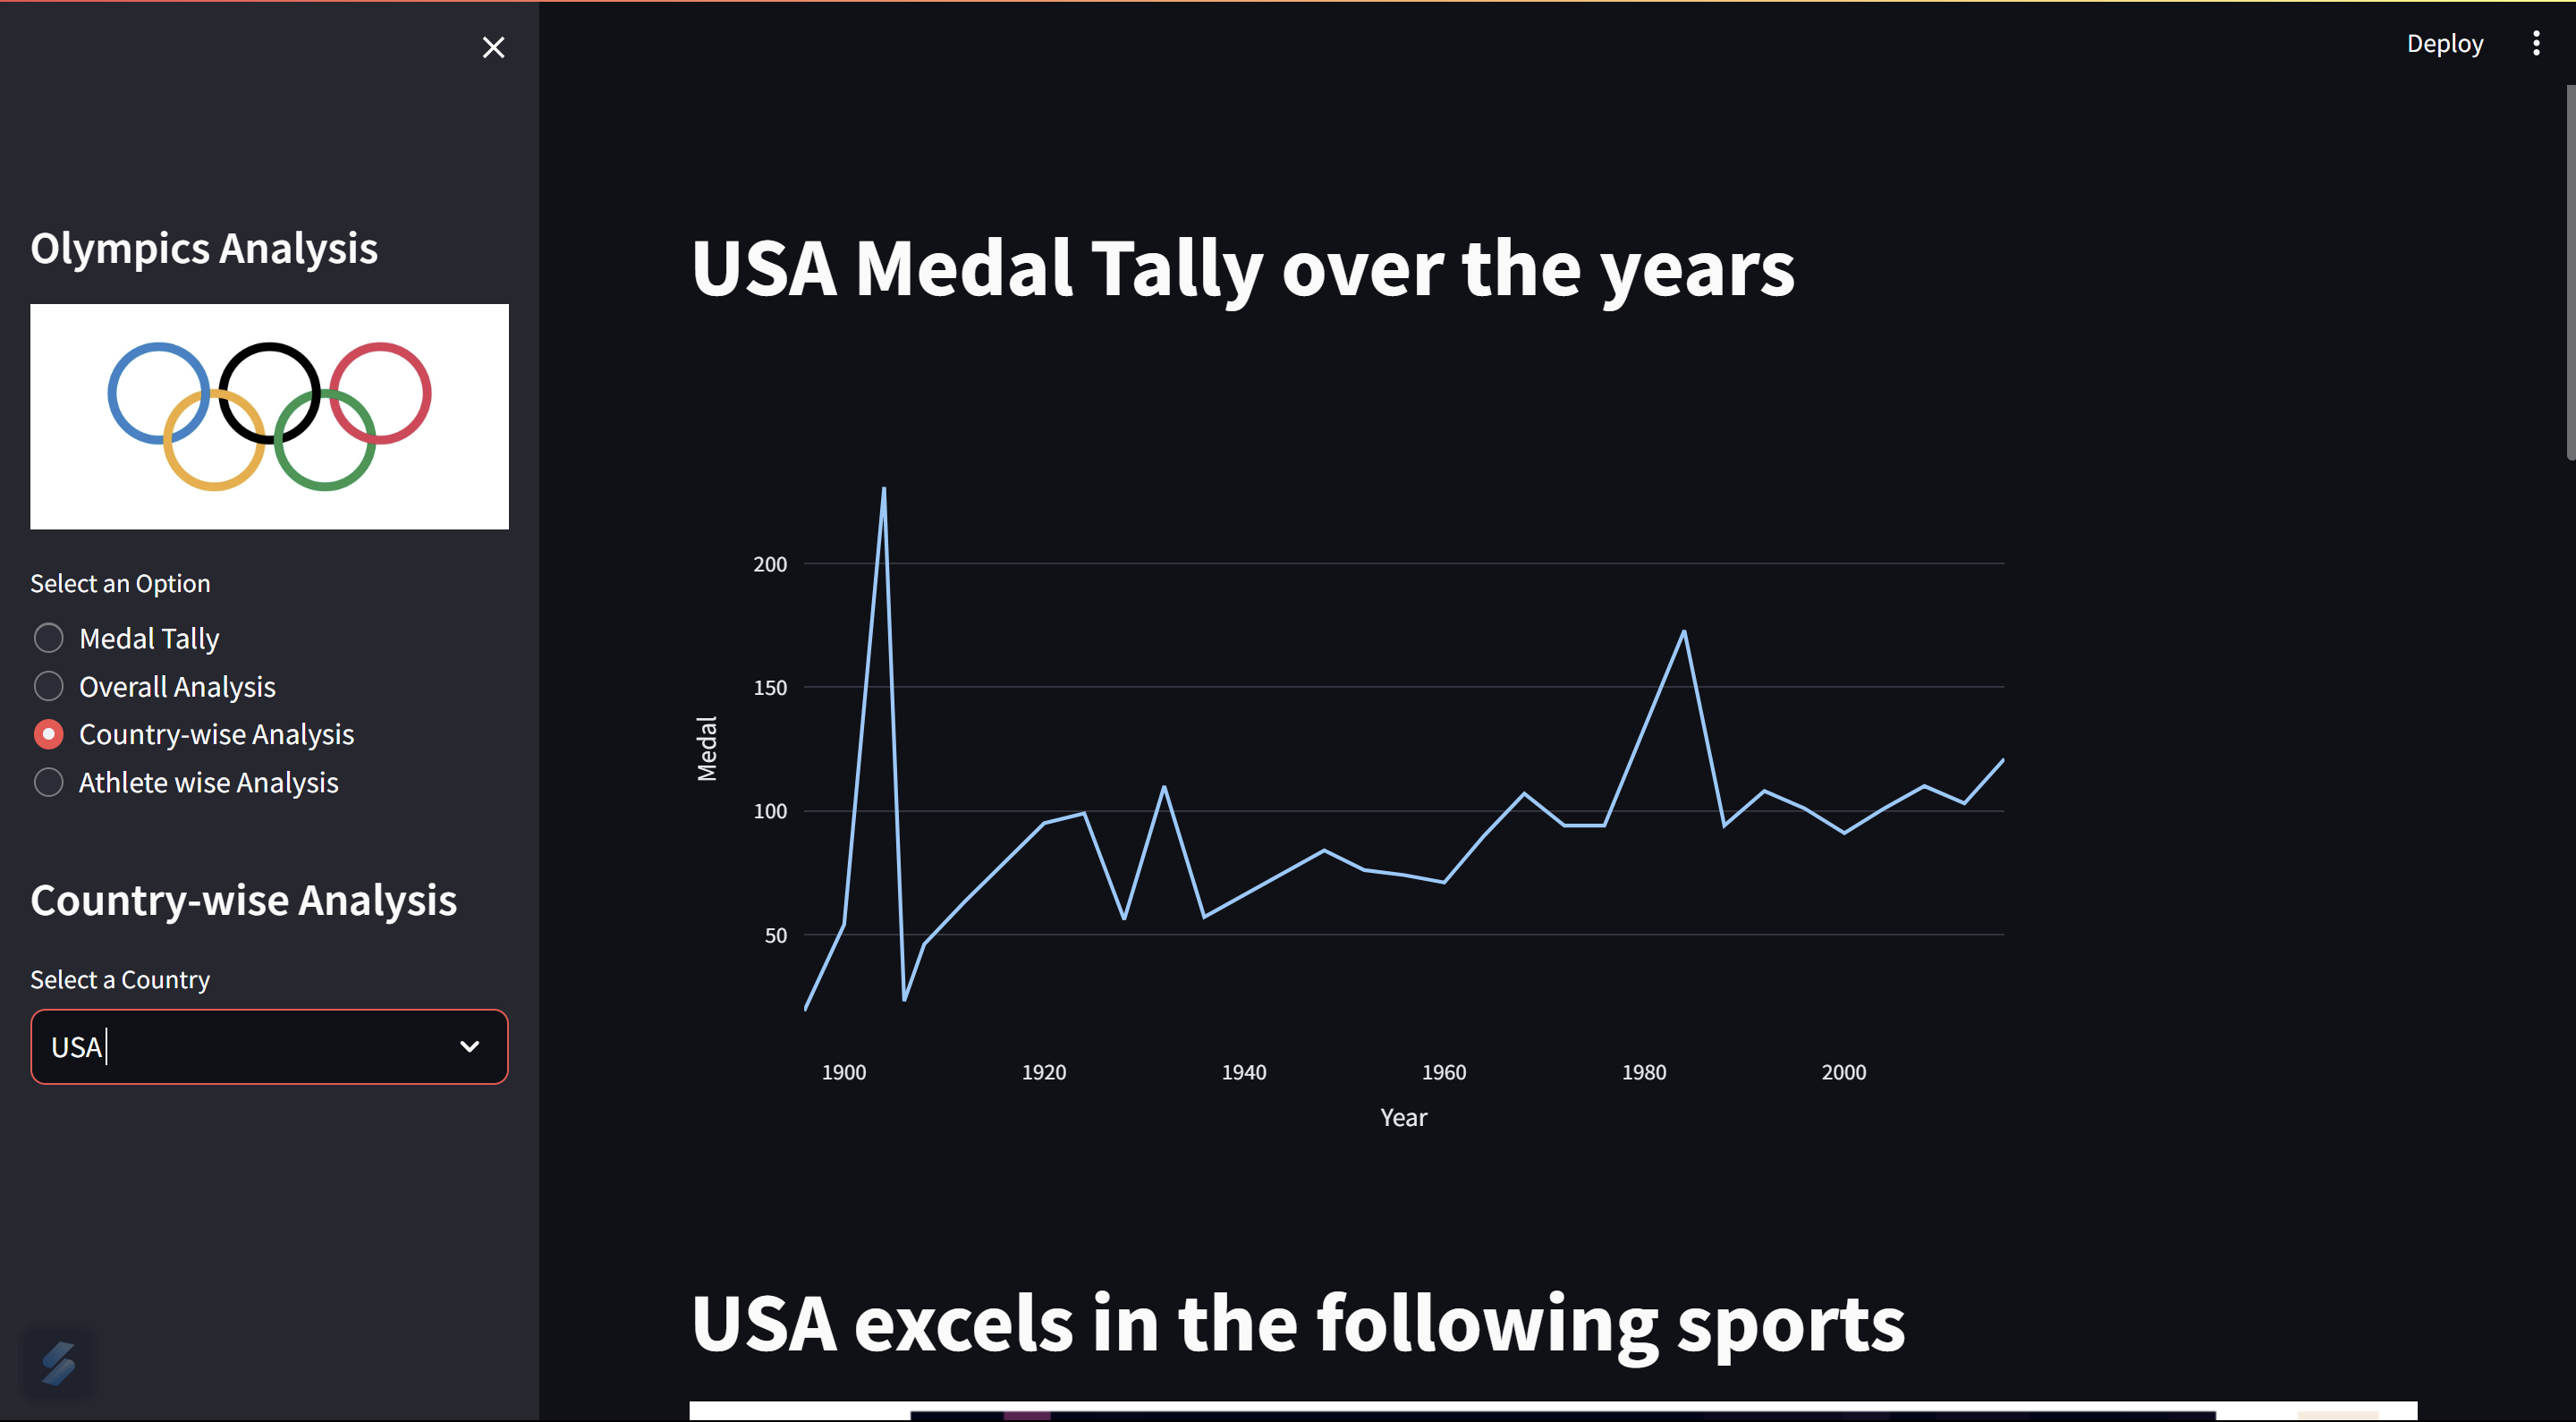 Deploy
Olympics Analysis
Select an Option
Medal Tally
Overall Analysis
Country-wise Analysis
Athlete wise Analysis
Country-wise Analysis
Select a Country
USA
USA Medal Tally over the years
200
150
100
50
Medal
1900 1920 1940 1960 1980 2000
Year
USA excels in the following sports